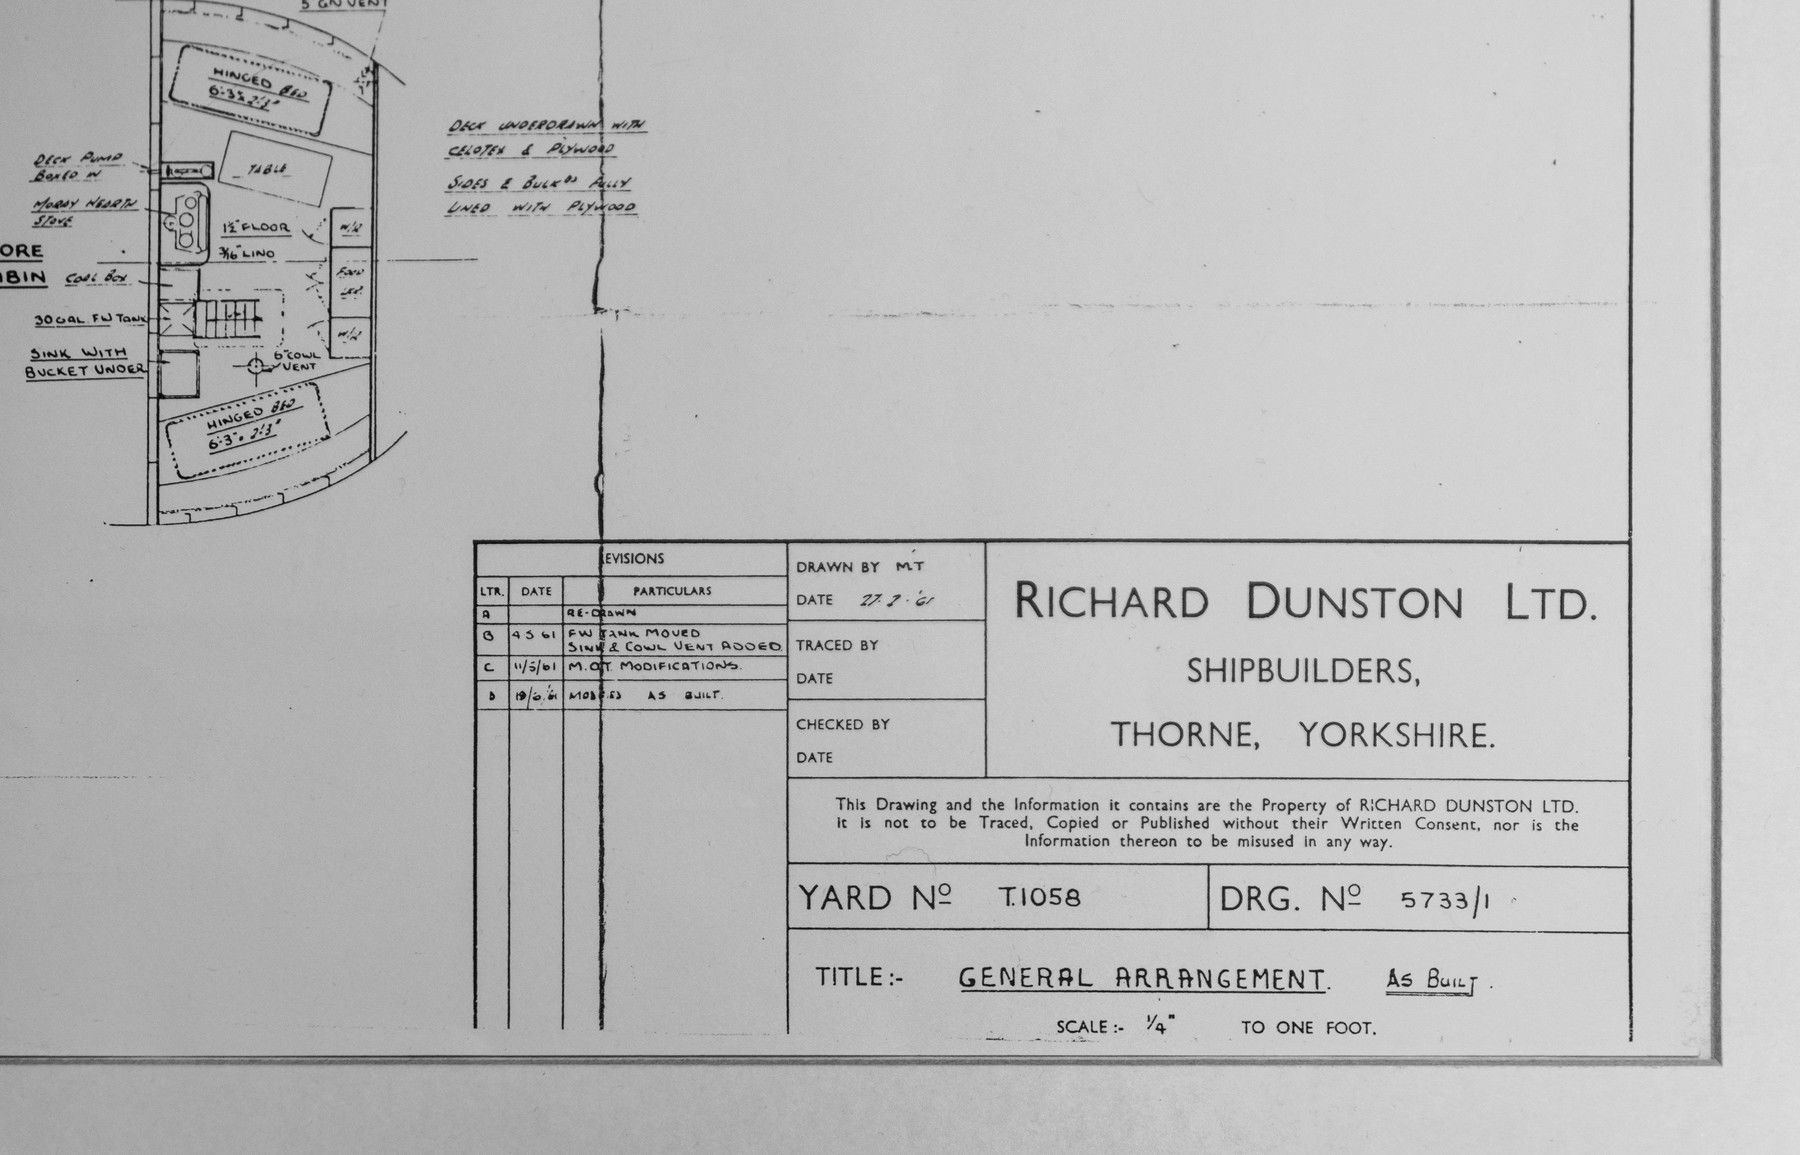 5" GN VENT
HINGED BED
6'-3" x 2'-3"
DECK PUMP
BOXED IN
TABLE
MORAY HEARTH
STOVE
1½" FLOOR
3/16" LINO
W/R
FOOD
W/R
ORE
BIN
COAL BOX
30 GAL. FW TANK
SINK WITH
BUCKET UNDER
6" COWL
VENT
HINGED BED
6'-3" x 2'-3"
DECK UNDERDRAWN WITH
CELOTEX & PLYWOOD
SIDES & BULKDS FULLY
LINED WITH PLYWOOD
EVISIONS
LTR. DATE PARTICULARS
A RE-DRAWN
B 4 5 61 FW TANK MOVED
SINK & COWL VENT ADDED.
C 11/5/61 M.O.T. MODIFICATIONS.
D AS BUILT.
DRAWN BY MT
DATE 27.2.'61
TRACED BY
DATE
CHECKED BY
DATE
RICHARD DUNSTON LTD.
SHIPBUILDERS,
THORNE, YORKSHIRE.
This Drawing and the Information it contains are the Property of RICHARD DUNSTON LTD.
It is not to be Traced, Copied or Published without their Written Consent, nor is the
Information thereon to be misused in any way.
YARD Nº T.1058
DRG. Nº 5733/1
TITLE:- GENERAL ARRANGEMENT. AS BUILT.
SCALE:- 1/4" TO ONE FOOT.